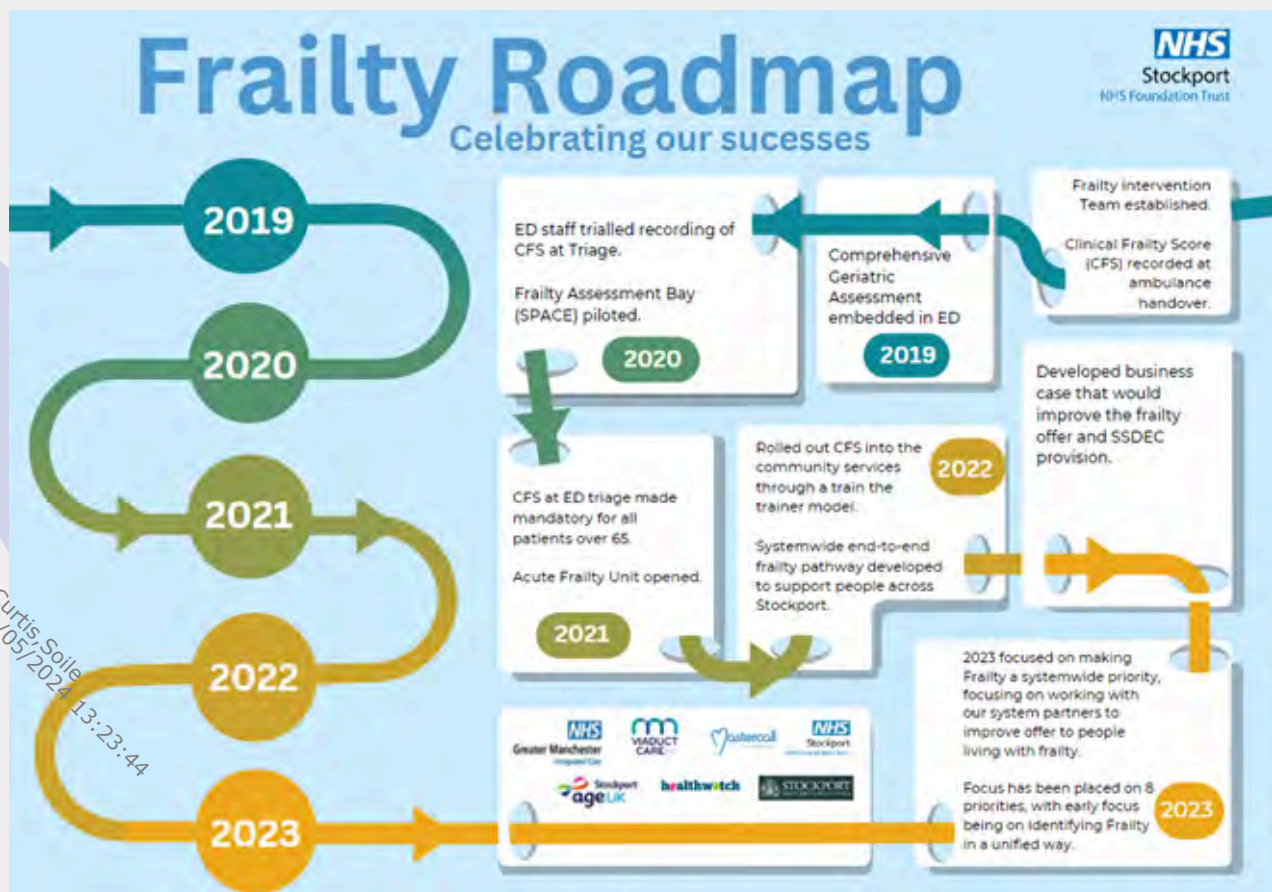 Frailty Roadmap
Celebrating our sucesses
NHS
Stockport
NHS Foundation Trust
2019
2020
2021
2022
2023
Frailty Intervention
Team established.
Clinical Frailty Score
(CFS) recorded at
ambulance
handover.
Comprehensive
Geriatric
Assessment
embedded in ED
2019
ED staff trialled recording of
CFS at Triage.
Frailty Assessment Bay
(SPACE) piloted.
2020
CFS at ED triage made
mandatory for all
patients over 65.
Acute Frailty Unit opened.
2021
Rolled out CFS into the
community services
through a train the
trainer model.
Systemwide end-to-end
frailty pathway developed
to support people across
Stockport.
2022
Developed business
case that would
improve the frailty
offer and SSDEC
provision.
2023 focused on making
Frailty a systemwide priority,
focusing on working with
our system partners to
improve offer to people
living with frailty.
Focus has been placed on 8
priorities, with early focus
being on identifying Frailty
in a unified way.
2023
NHS
Greater Manchester
Integrated Care
VIADUCT
CARE
mastercall
NHS
Stockport
Stockport
age UK
healthwatch
STOCKPORT
Curtis, Soile
/05/2024 13:23:44